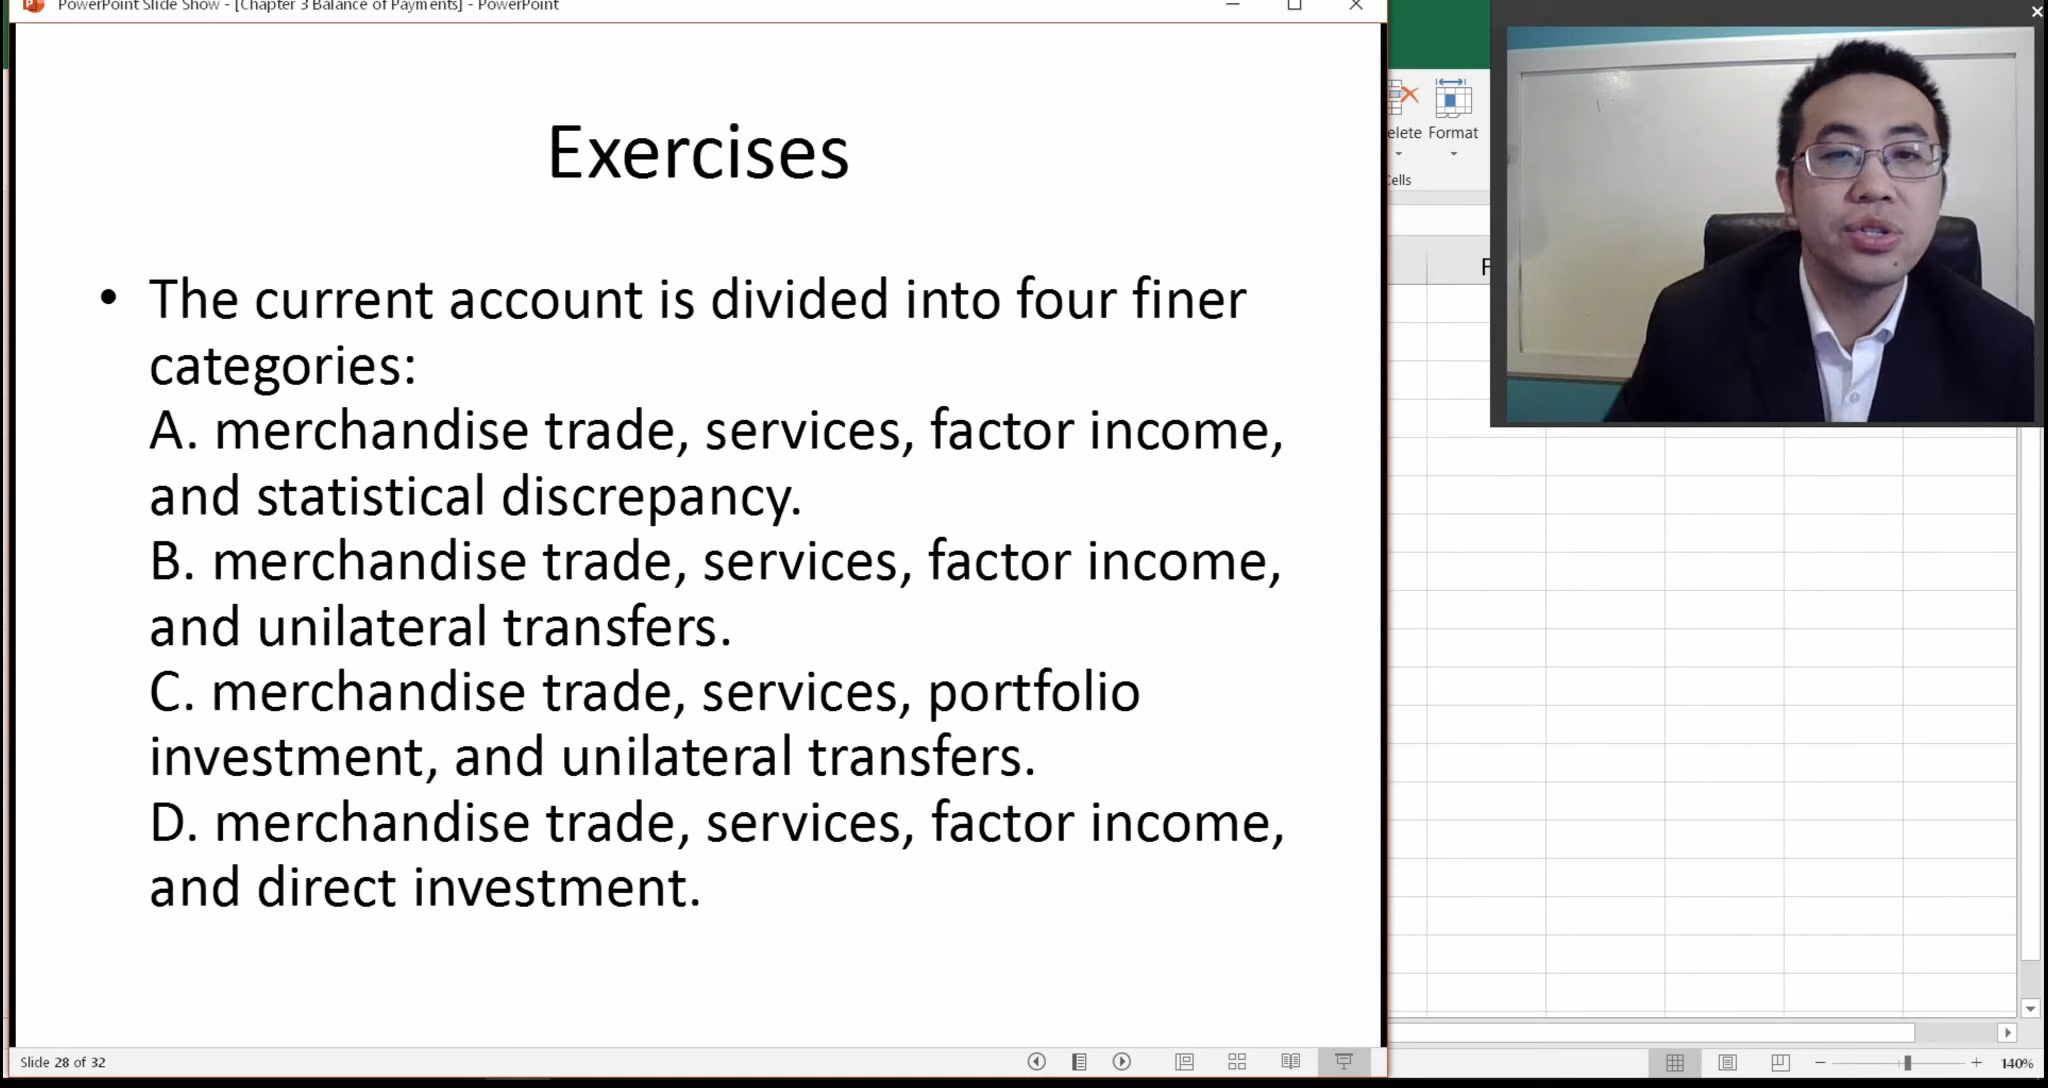 PowerPoint Slide Show - [Chapter 3 Balance of Payments] - PowerPoint
Exercises
• The current account is divided into four finer
categories:
A. merchandise trade, services, factor income,
and statistical discrepancy.
B. merchandise trade, services, factor income,
and unilateral transfers.
C. merchandise trade, services, portfolio
investment, and unilateral transfers.
D. merchandise trade, services, factor income,
and direct investment.
Slide 28 of 32
Format
140%